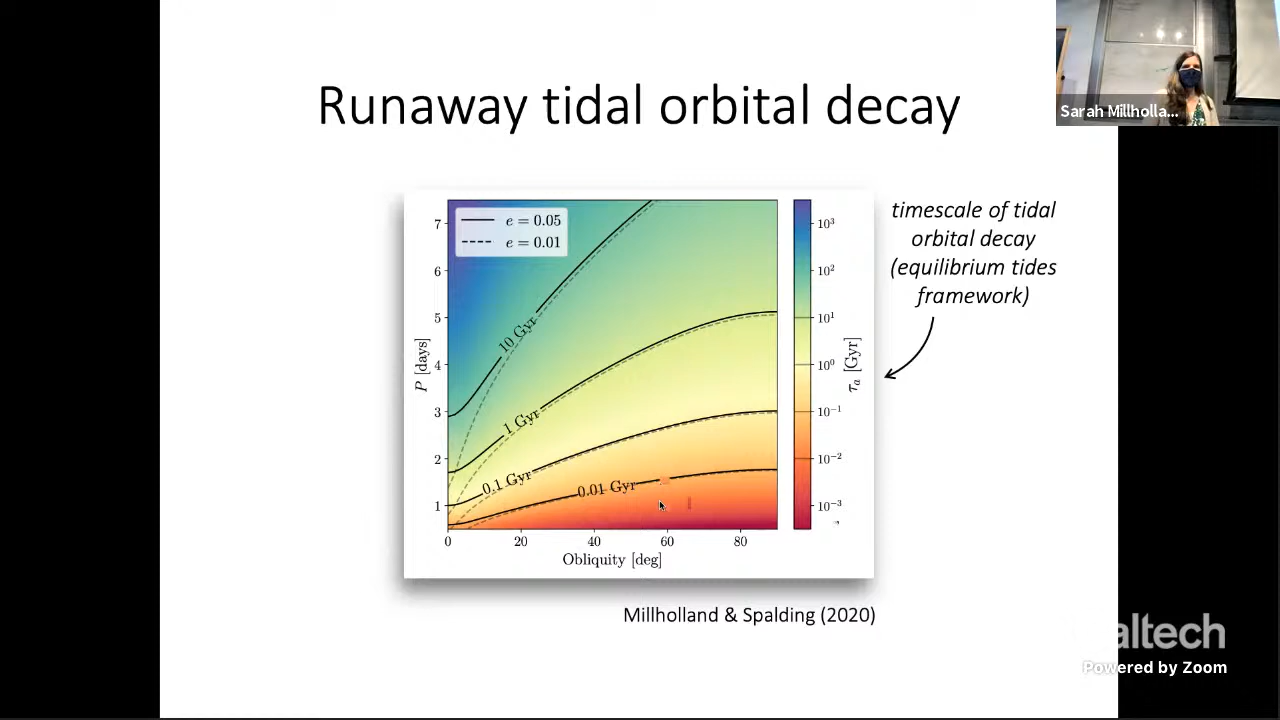 Runaway tidal orbital decay
Sarah Millholla...
e = 0.05
e = 0.01
10 Gyr
1 Gyr
0.1 Gyr
0.01 Gyr
7
6
5
4
3
2
1
P [days]
0
20
40
60
80
Obliquity [deg]
10³
10²
10¹
10⁰
10⁻¹
10⁻²
10⁻³
τₐ [Gyr]
timescale of tidal
orbital decay
(equilibrium tides
framework)
Millholland & Spalding (2020)
altech
Powered by Zoom